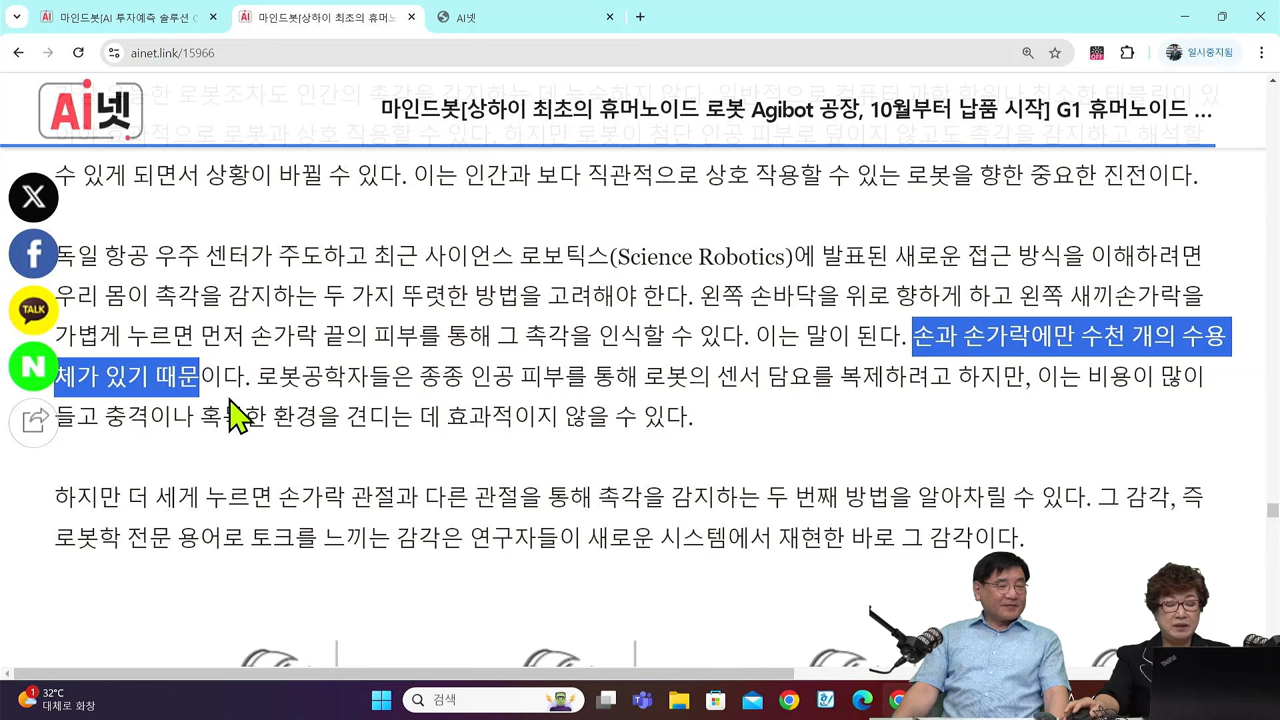 마인드봇[AI 투자예측 솔루션 C
마인드봇[상하이 최초의 휴머노
AI넷
ainet.link/15966
일시중지됨
Ai넷
마인드봇[상하이 최초의 휴머노이드 로봇 Agibot 공장, 10월부터 납품 시작] G1 휴머노이드 ...
수 있게 되면서 상황이 바뀔 수 있다. 이는 인간과 보다 직관적으로 상호 작용할 수 있는 로봇을 향한 중요한 진전이다.
독일 항공 우주 센터가 주도하고 최근 사이언스 로보틱스(Science Robotics)에 발표된 새로운 접근 방식을 이해하려면
우리 몸이 촉각을 감지하는 두 가지 뚜렷한 방법을 고려해야 한다. 왼쪽 손바닥을 위로 향하게 하고 왼쪽 새끼손가락을
가볍게 누르면 먼저 손가락 끝의 피부를 통해 그 촉각을 인식할 수 있다. 이는 말이 된다. 손과 손가락에만 수천 개의 수용
체가 있기 때문이다. 로봇공학자들은 종종 인공 피부를 통해 로봇의 센서 담요를 복제하려고 하지만, 이는 비용이 많이
들고 충격이나 환경을 견디는 데 효과적이지 않을 수 있다.
하지만 더 세게 누르면 손가락 관절과 다른 관절을 통해 촉각을 감지하는 두 번째 방법을 알아차릴 수 있다. 그 감각, 즉
로봇학 전문 용어로 토크를 느끼는 감각은 연구자들이 새로운 시스템에서 재현한 바로 그 감각이다.
X
f
TALK
N
1
32°C
대체로 화창
검색